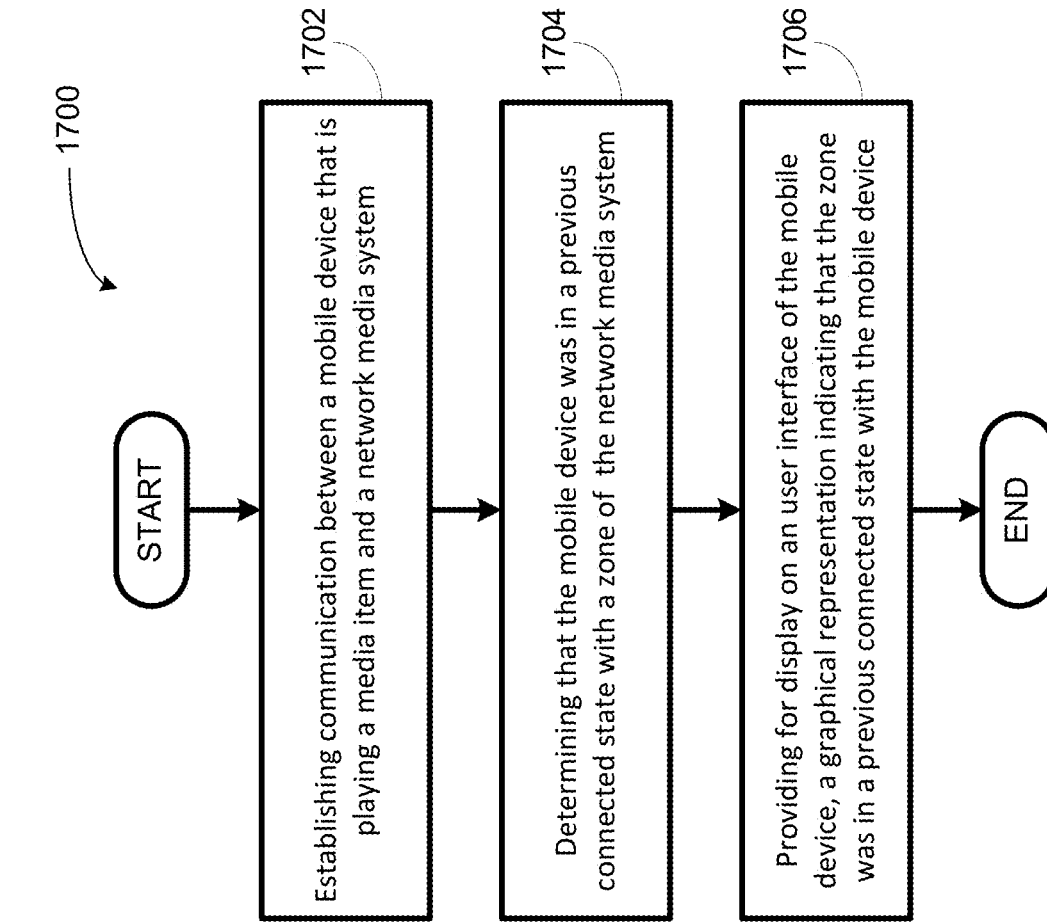 1700
START
1702
Establishing communication between a mobile device that is
playing a media item and a network media system
1704
Determining that the mobile device was in a previous
connected state with a zone of the network media system
1706
Providing for display on an user interface of the mobile
device, a graphical representation indicating that the zone
was in a previous connected state with the mobile device
END